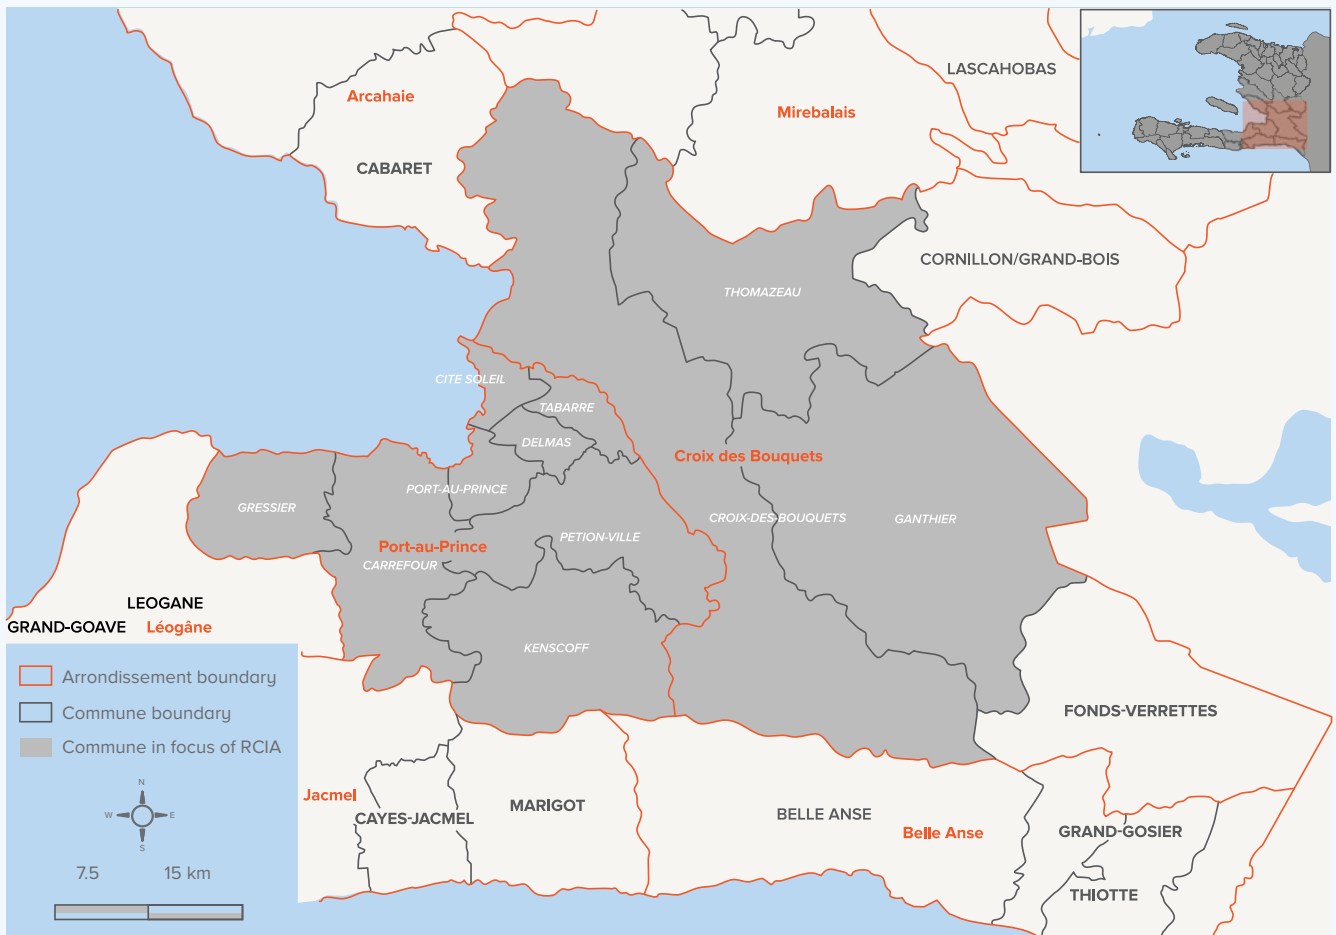 LASCAHOBAS
Arcahaie
Mirebalais
CABARET
CORNILLON/GRAND-BOIS
THOMAZEAU
CITE SOLEIL
TABARRE
DELMAS
Croix des Bouquets
PORT-AU-PRINCE
GRESSIER
CROIX-DES-BOUQUETS
GANTHIER
PETION-VILLE
Port-au-Prince
CARREFOUR
LEOGANE
GRAND-GOAVE
Léogâne
KENSCOFF
Arrondissement boundary
Commune boundary
Commune in focus of RCIA
FONDS-VERRETTES
N
W
E
S
Jacmel
CAYES-JACMEL
MARIGOT
BELLE ANSE
Belle Anse
GRAND-GOSIER
THIOTTE
7.5
15 km